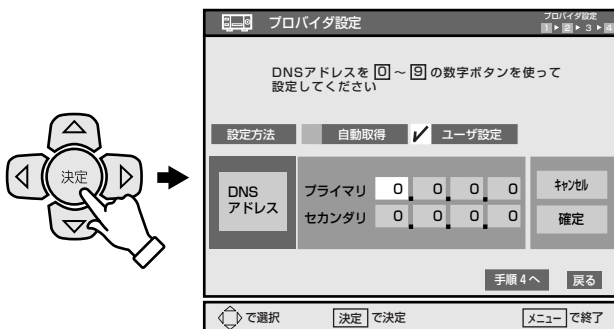 プロバイダ設定
プロバイダ設定
1 ▶ 2 ▶ 3 ▶ 4
DNSアドレスを 0 ～ 9 の数字ボタンを使って
設定してください
設定方法 自動取得 ✓ ユーザ設定
決定
DNS
アドレス
プライマリ 0 . 0 . 0 . 0
セカンダリ 0 . 0 . 0 . 0
キャンセル
確定
手順4へ 戻る
で選択 決定 で決定 メニュー で終了